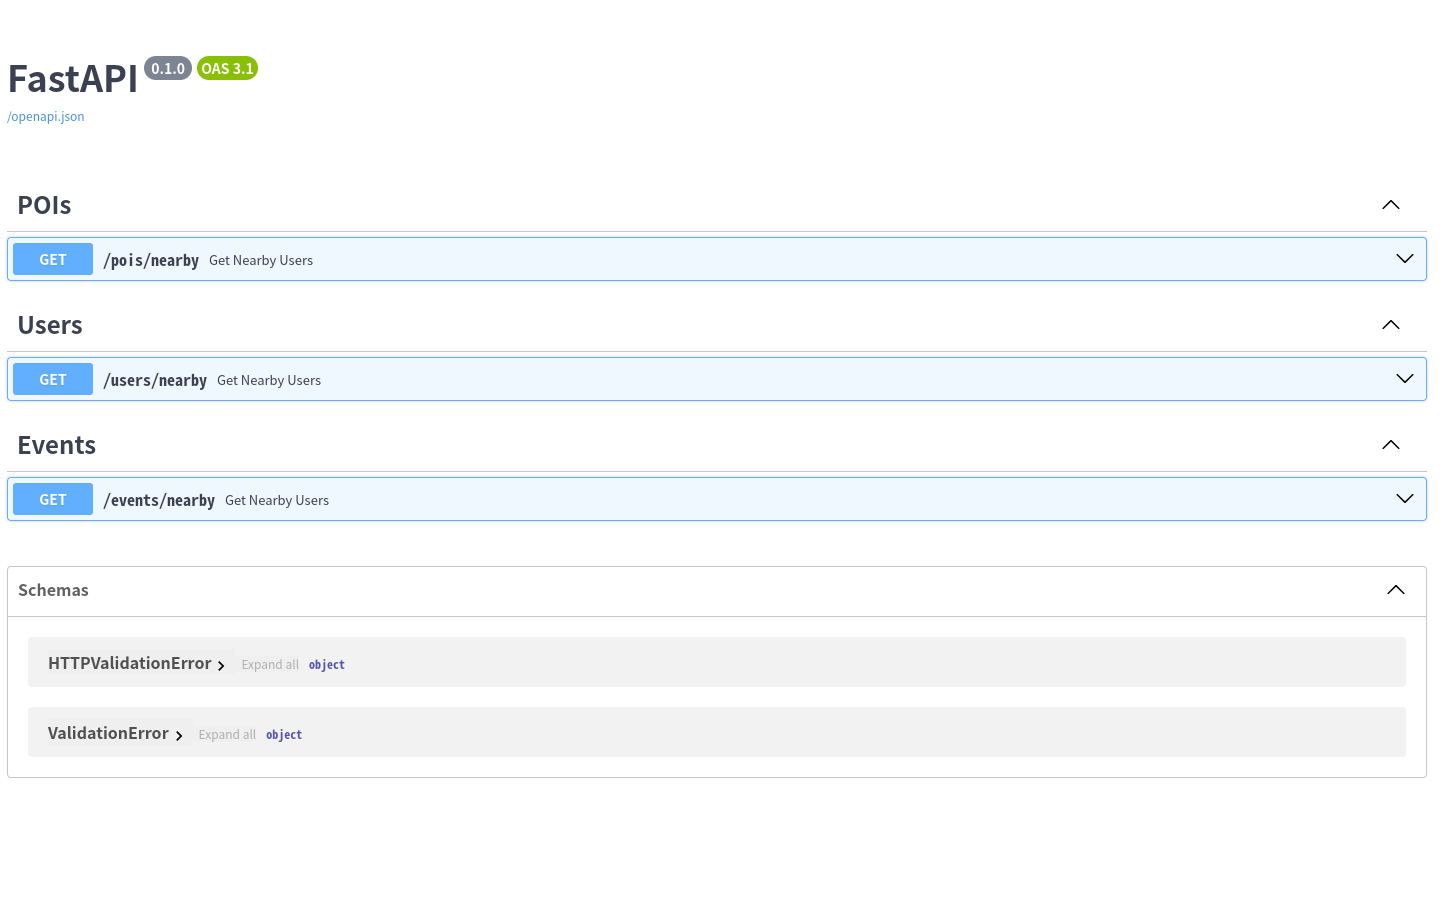 FastAPI 0.1.0 OAS 3.1
/openapi.json
POIs
GET /pois/nearby Get Nearby Users
Users
GET /users/nearby Get Nearby Users
Events
GET /events/nearby Get Nearby Users
Schemas
HTTPValidationError Expand all object
ValidationError Expand all object